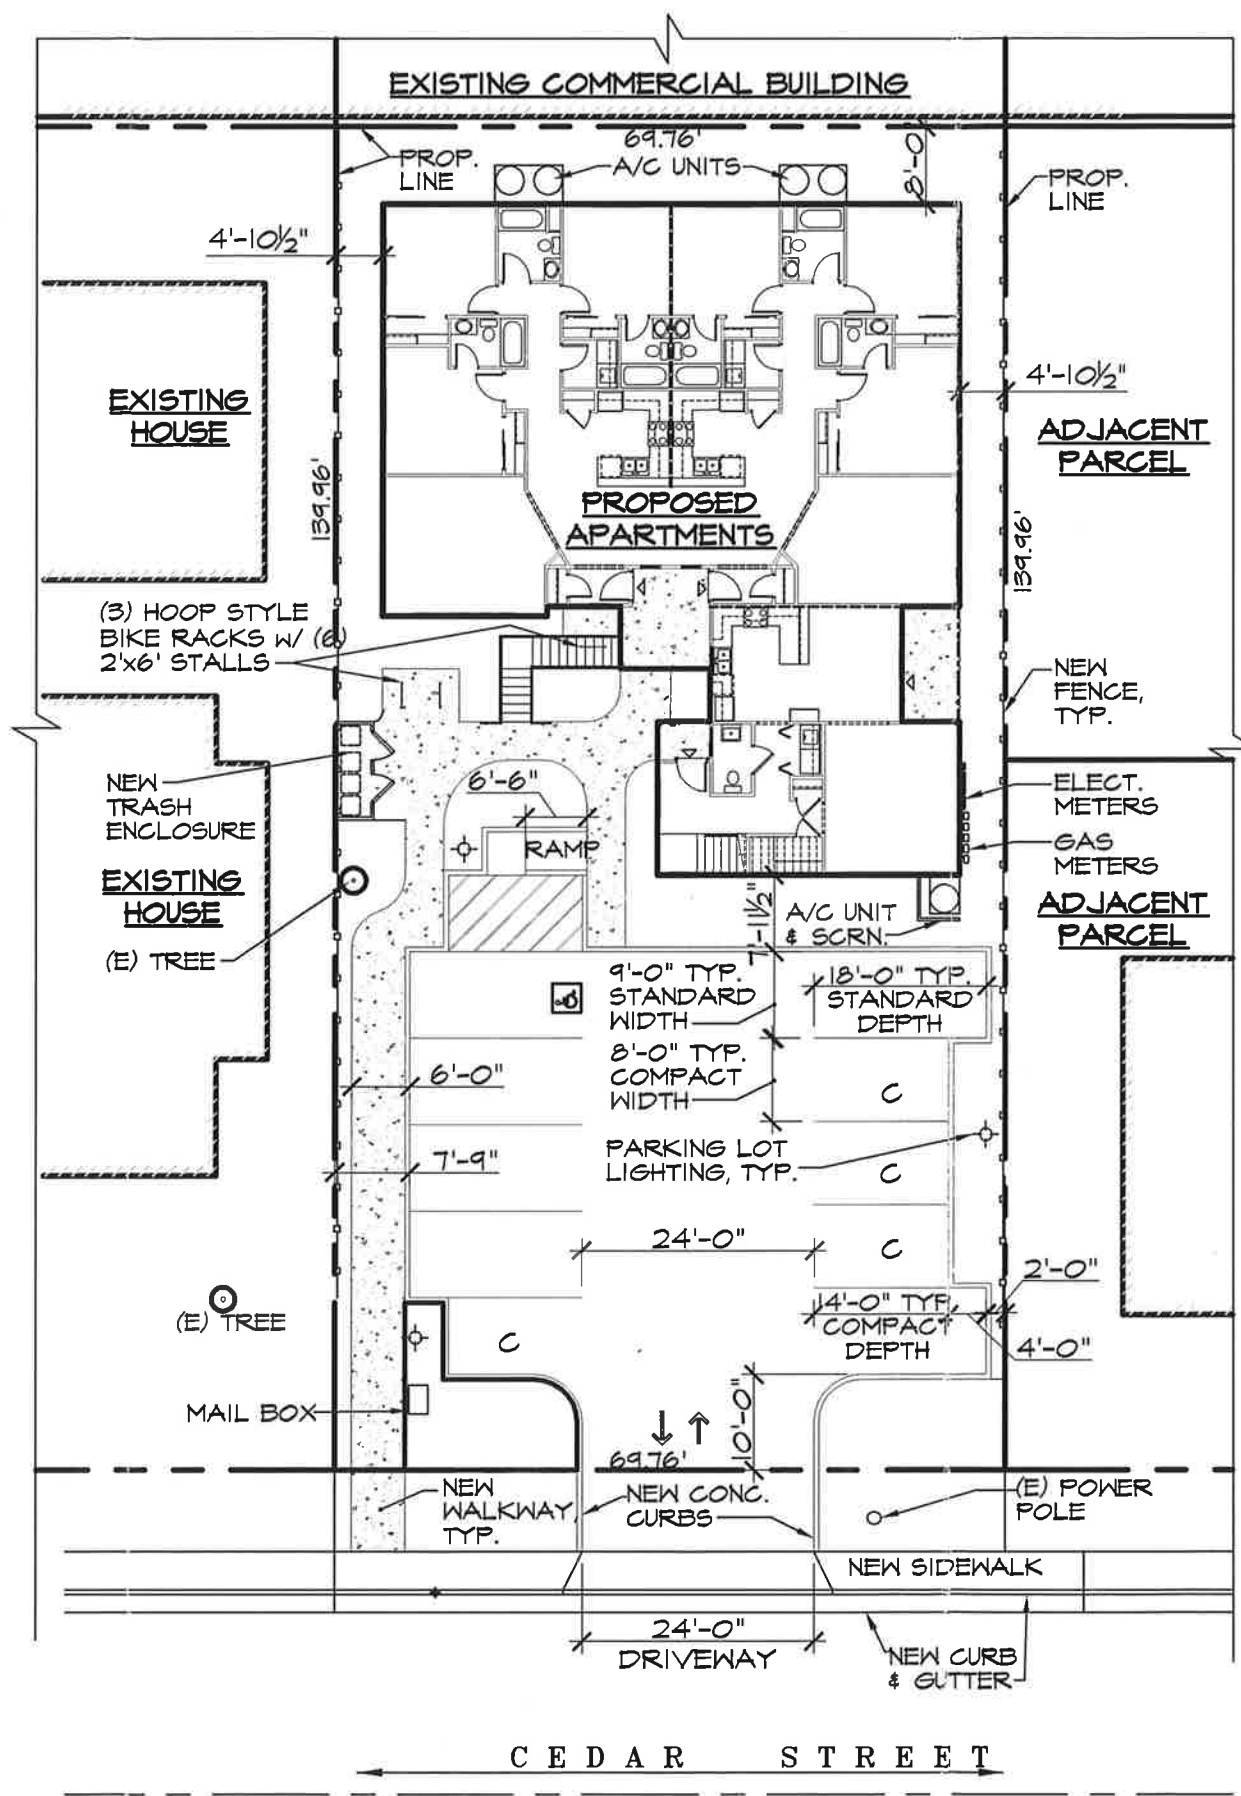 EXISTING COMMERCIAL BUILDING
69.76'
A/C UNITS
PROP.
LINE
8'-0"
PROP.
LINE
4'-10½"
4'-10½"
EXISTING
HOUSE
ADJACENT
PARCEL
139.96'
139.96'
PROPOSED
APARTMENTS
(3) HOOP STYLE
BIKE RACKS W/ (6)
2'x6' STALLS
NEW
FENCE,
TYP.
NEW
TRASH
ENCLOSURE
6'-6"
RAMP
ELECT.
METERS
GAS
METERS
EXISTING
HOUSE
(E) TREE
7'-11½"
A/C UNIT
& SCRN.
ADJACENT
PARCEL
9'-0" TYP.
STANDARD
WIDTH
18'-0" TYP.
STANDARD
DEPTH
8'-0" TYP.
COMPACT
WIDTH
C
6'-0"
PARKING LOT
LIGHTING, TYP.
7'-9"
C
24'-0"
C
2'-0"
(E) TREE
14'-0" TYP.
COMPACT
DEPTH
4'-0"
C
MAIL BOX
10'-0"
69.76'
NEW
WALKWAY,
TYP.
NEW CONC.
CURBS
(E) POWER
POLE
NEW SIDEWALK
24'-0"
DRIVEWAY
NEW CURB
& GUTTER
CEDAR STREET